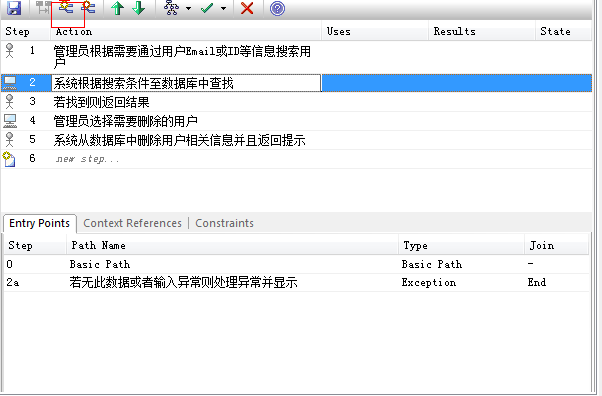 Step Action Uses Results State
1 管理员根据需要通过用户Email或ID等信息搜索用
户
2 系统根据搜索条件至数据库中查找
3 若找到则返回结果
4 管理员选择需要删除的用户
5 系统从数据库中删除用户相关信息并且返回提示
6 new step...
Entry Points Context References Constraints
Step Path Name Type Join
0 Basic Path Basic Path -
2a 若无此数据或者输入异常则处理异常并显示 Exception End